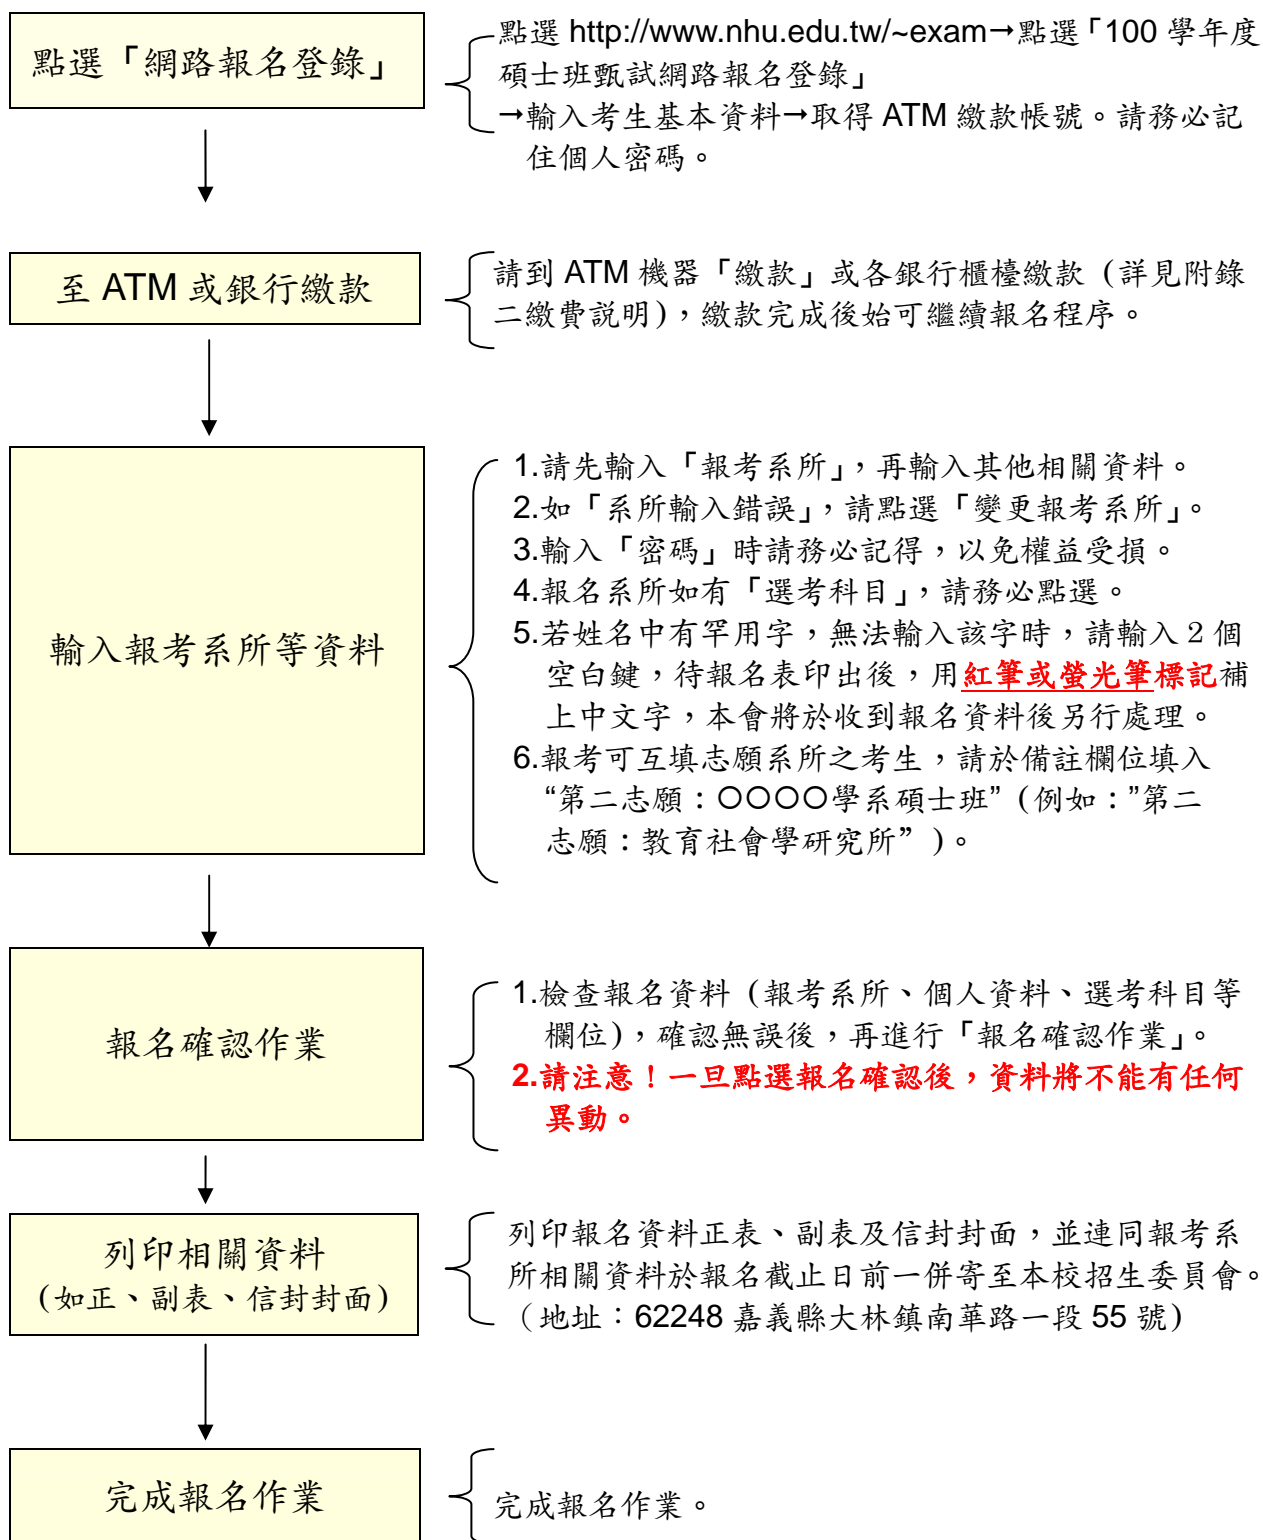 點選「網路報名登錄」
點選 http://www.nhu.edu.tw/~exam→點選「100 學年度
碩士班甄試網路報名登錄」
→輸入考生基本資料→取得 ATM 繳款帳號。請務必記
住個人密碼。
至 ATM 或銀行繳款
請到 ATM 機器「繳款」或各銀行櫃檯繳款（詳見附錄
二繳費說明），繳款完成後始可繼續報名程序。
輸入報考系所等資料
1.請先輸入「報考系所」，再輸入其他相關資料。
2.如「系所輸入錯誤」，請點選「變更報考系所」。
3.輸入「密碼」時請務必記得，以免權益受損。
4.報名系所如有「選考科目」，請務必點選。
5.若姓名中有罕用字，無法輸入該字時，請輸入２個
空白鍵，待報名表印出後，用紅筆或螢光筆標記補
上中文字，本會將於收到報名資料後另行處理。
6.報考可互填志願系所之考生，請於備註欄位填入
“第二志願：○○○○學系碩士班”（例如：”第二
志願：教育社會學研究所”）。
報名確認作業
1.檢查報名資料（報考系所、個人資料、選考科目等
欄位），確認無誤後，再進行「報名確認作業」。
2.請注意！一旦點選報名確認後，資料將不能有任何
異動。
列印相關資料
（如正、副表、信封封面）
列印報名資料正表、副表及信封封面，並連同報考系
所相關資料於報名截止日前一併寄至本校招生委員會。
（地址：62248 嘉義縣大林鎮南華路一段 55 號）
完成報名作業
完成報名作業。